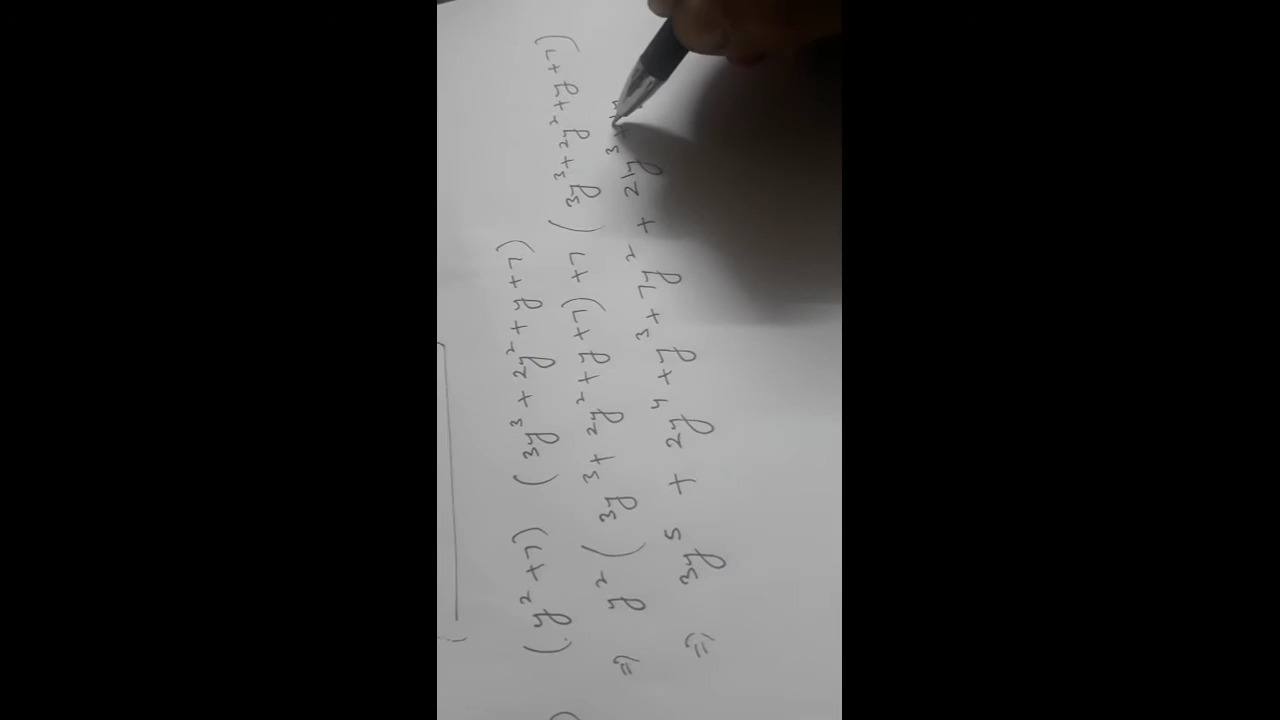 (y² + 7) (3y³ + 2y² + y + 7)
⇒ y² (3y³ + 2y² + y + 7) + 7 (3y³ + 2y² + y + 7)
⇒ 3y⁵ + 2y⁴ + y³ + 7y² + 21y³ +